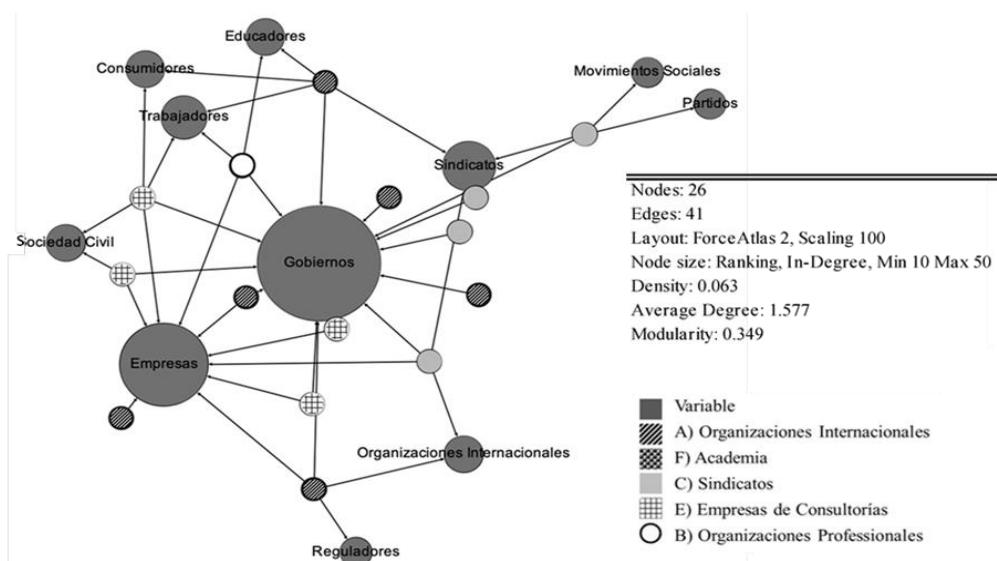 Educadores
Consumidores
Movimientos Sociales
Partidos
Trabajadores
Sindicatos
Sociedad Civil
Gobiernos
Empresas
Organizaciones Internacionales
Reguladores
Nodes: 26
Edges: 41
Layout: ForceAtlas 2, Scaling 100
Node size: Ranking, In-Degree, Min 10 Max 50
Density: 0.063
Average Degree: 1.577
Modularity: 0.349
Variable
A) Organizaciones Internacionales
F) Academia
C) Sindicatos
E) Empresas de Consultorías
B) Organizaciones Professionales